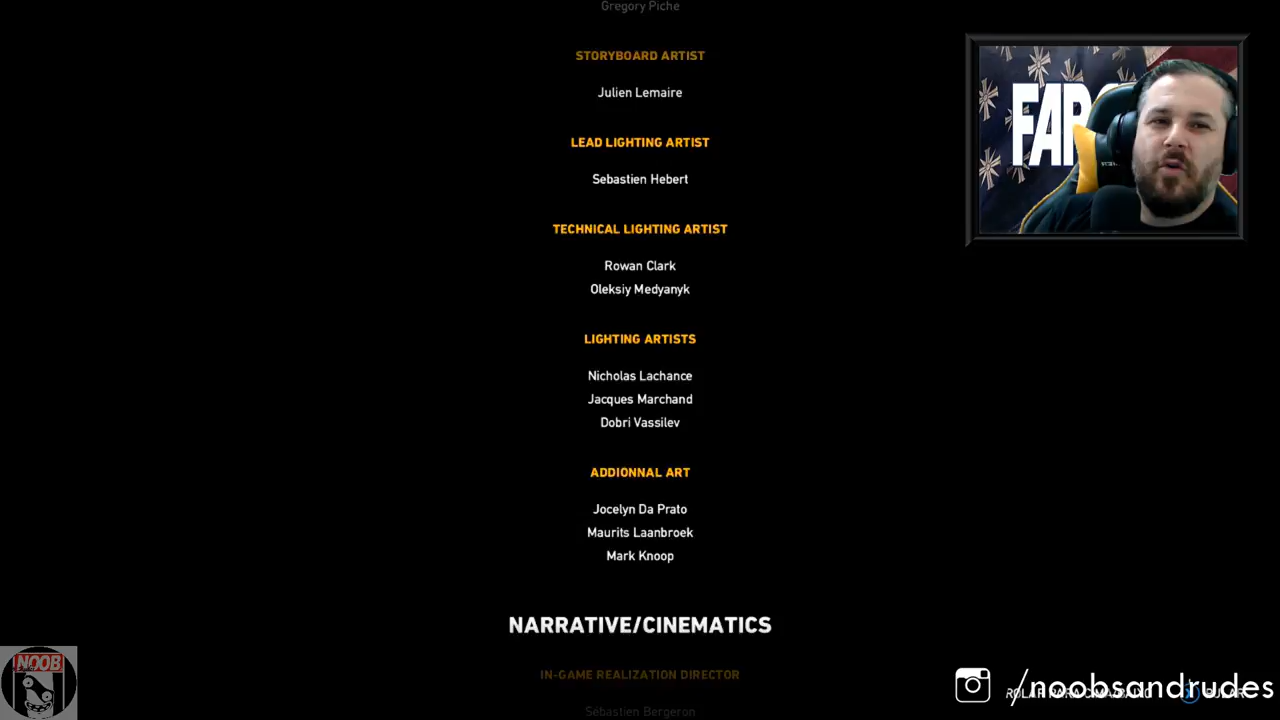 Gregory Piche
STORYBOARD ARTIST
Julien Lemaire
LEAD LIGHTING ARTIST
Sebastien Hebert
TECHNICAL LIGHTING ARTIST
Rowan Clark
Oleksiy Medyanyk
LIGHTING ARTISTS
Nicholas Lachance
Jacques Marchand
Dobri Vassilev
ADDIONNAL ART
Jocelyn Da Prato
Maurits Laanbroek
Mark Knoop
NARRATIVE/CINEMATICS
IN-GAME REALIZATION DIRECTOR
Sébastien Bergeron
FAR
NOOB
/noobsandrudes